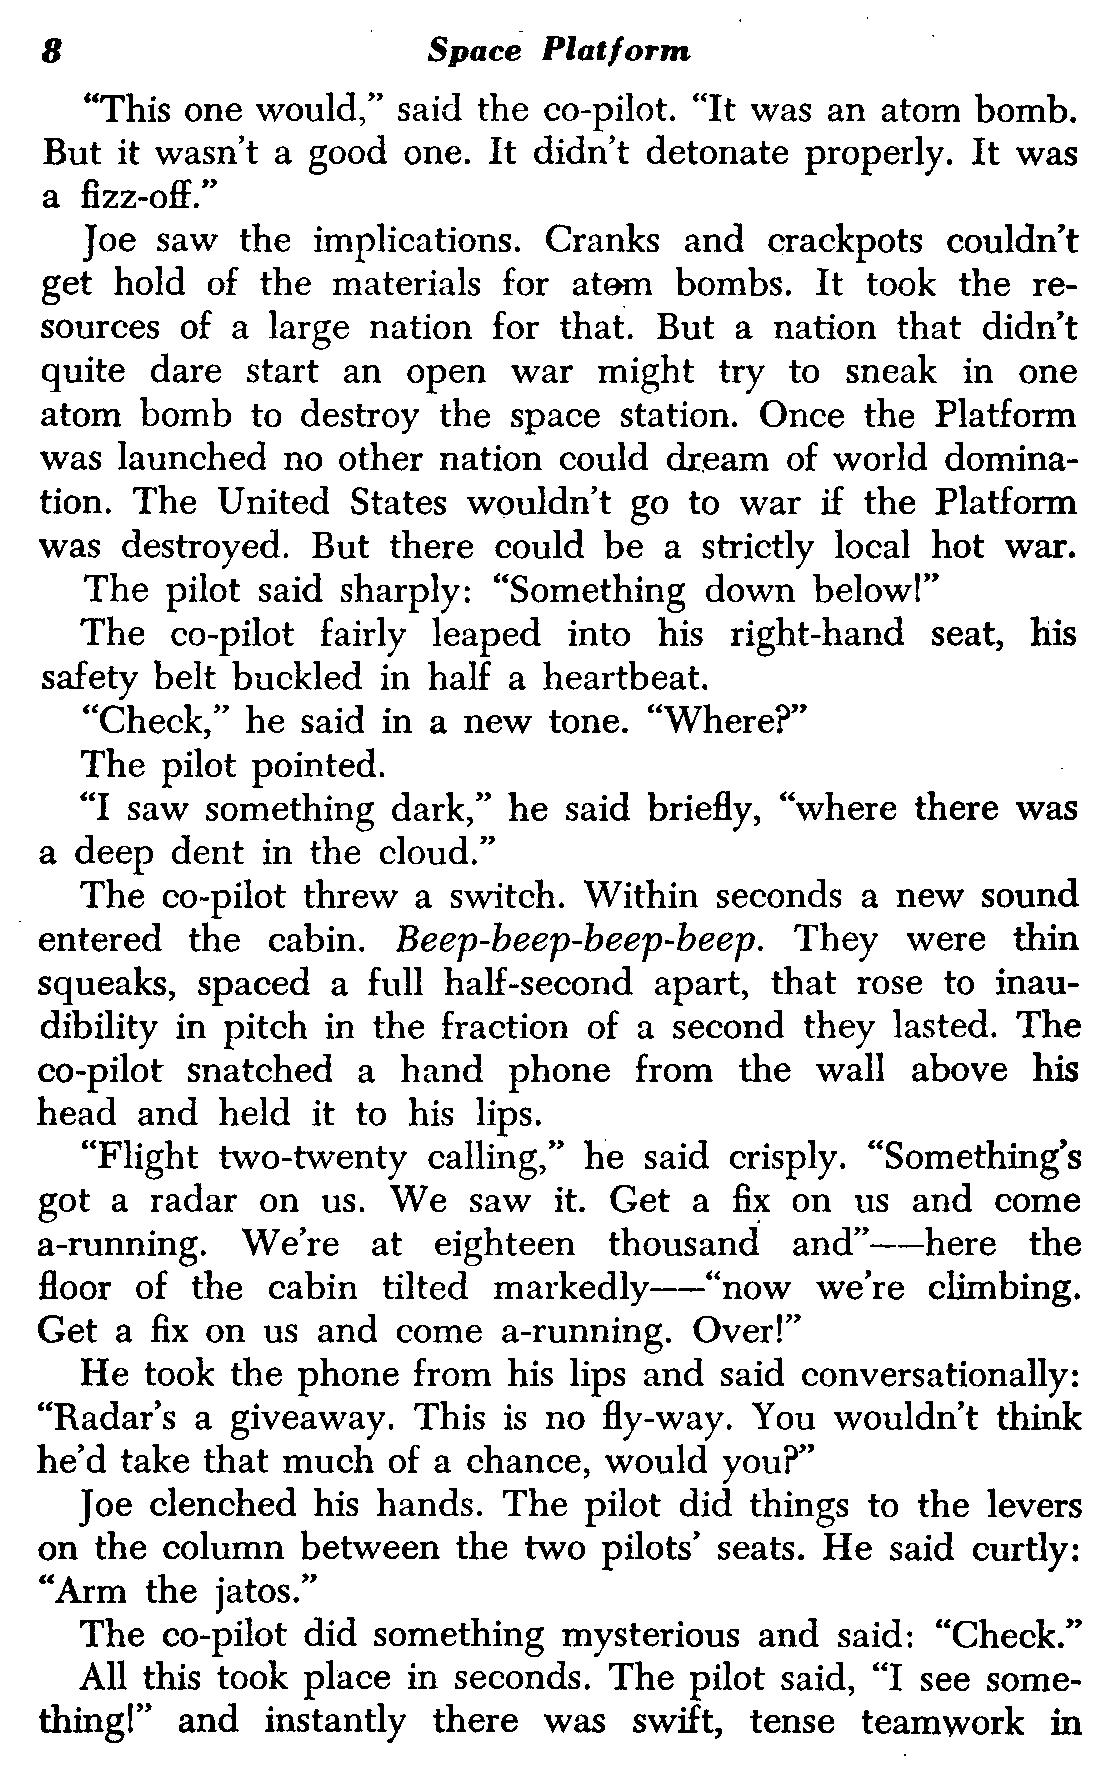 8 Space Platform
“This one would,” said the co-pilot. “It was an atom bomb.
But it wasn’t a good one. It didn’t detonate properly. It was
a fizz-off.”
Joe saw the implications. Cranks and crackpots couldn’t
get hold of the materials for atom bombs. It took the re-
sources of a large nation for that. But a nation that didn’t
quite dare start an open war might try to sneak in one
atom bomb to destroy the space station. Once the Platform
was launched no other nation could dream of world domina-
tion. The United States wouldn’t go to war if the Platform
was destroyed. But there could be a strictly local hot war.
The pilot said sharply: “Something down below!”
The co-pilot fairly leaped into his right-hand seat, his
safety belt buckled in half a heartbeat.
“Check,” he said in a new tone. “Where?”
The pilot pointed.
“I saw something dark,” he said briefly, “where there was
a deep dent in the cloud.”
The co-pilot threw a switch. Within seconds a new sound
entered the cabin. Beep-beep-beep-beep. They were thin
squeaks, spaced a full half-second apart, that rose to inau-
dibility in pitch in the fraction of a second they lasted. The
co-pilot snatched a hand phone from the wall above his
head and held it to his lips.
“Flight two-twenty calling,” he said crisply. “Something’s
got a radar on us. We saw it. Get a fix on us and come
a-running. We’re at eighteen thousand and”——here the
floor of the cabin tilted markedly——“now we’re climbing.
Get a fix on us and come a-running. Over!”
He took the phone from his lips and said conversationally:
“Radar’s a giveaway. This is no fly-way. You wouldn’t think
he’d take that much of a chance, would you?”
Joe clenched his hands. The pilot did things to the levers
on the column between the two pilots’ seats. He said curtly:
“Arm the jatos.”
The co-pilot did something mysterious and said: “Check.”
All this took place in seconds. The pilot said, “I see some-
thing!” and instantly there was swift, tense teamwork in